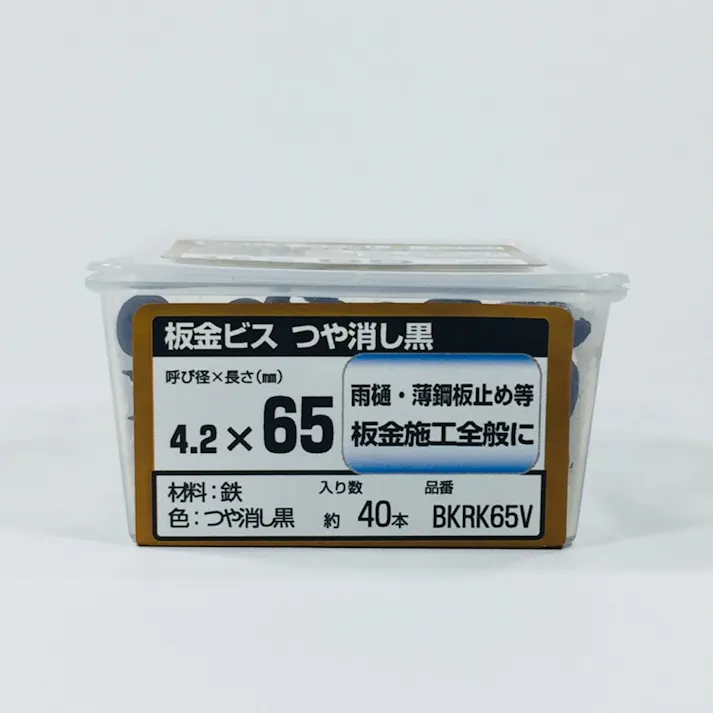 板金ビス つや消し黒
呼び径×長さ(㎜)
4.2×65
雨樋・薄鋼板止め等
板金施工全般に
材料:鉄
色:つや消し黒
入り数
約 40本
品番
BKRK65V